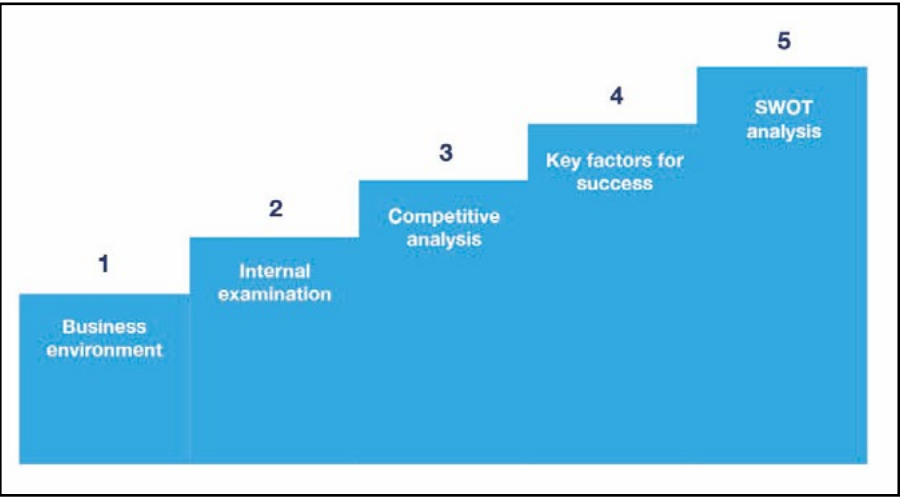 1
Business
environment
2
Internal
examination
3
Competitive
analysis
4
Key factors for
success
5
SWOT
analysis